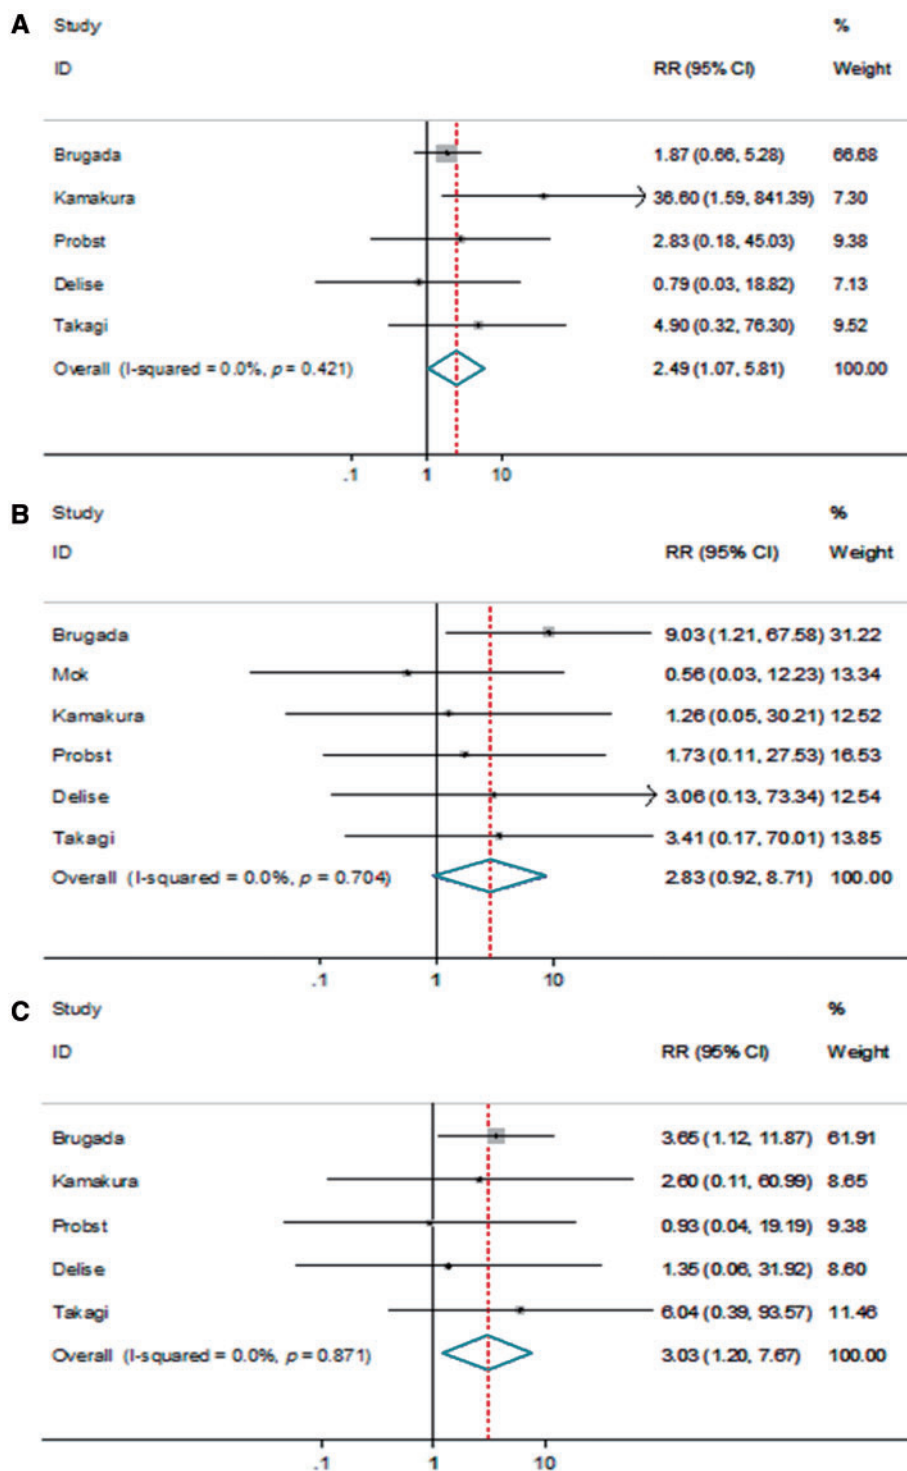 A Study %
ID RR (95% CI) Weight
Brugada 1.87 (0.66, 5.28) 66.68
Kamakura 36.60 (1.59, 841.39) 7.30
Probst 2.83 (0.18, 45.03) 9.38
Delise 0.79 (0.03, 18.82) 7.13
Takagi 4.90 (0.32, 76.30) 9.52
Overall (I-squared = 0.0%, p = 0.421) 2.49 (1.07, 5.81) 100.00
.1 1 10
B Study %
ID RR (95% CI) Weight
Brugada 9.03 (1.21, 67.58) 31.22
Mok 0.56 (0.03, 12.23) 13.34
Kamakura 1.26 (0.05, 30.21) 12.52
Probst 1.73 (0.11, 27.53) 16.53
Delise 3.06 (0.13, 73.34) 12.54
Takagi 3.41 (0.17, 70.01) 13.85
Overall (I-squared = 0.0%, p = 0.704) 2.83 (0.92, 8.71) 100.00
.1 1 10
C Study %
ID RR (95% CI) Weight
Brugada 3.65 (1.12, 11.87) 61.91
Kamakura 2.60 (0.11, 60.99) 8.65
Probst 0.93 (0.04, 19.19) 9.38
Delise 1.35 (0.06, 31.92) 8.60
Takagi 6.04 (0.39, 93.57) 11.46
Overall (I-squared = 0.0%, p = 0.871) 3.03 (1.20, 7.67) 100.00
.1 1 10